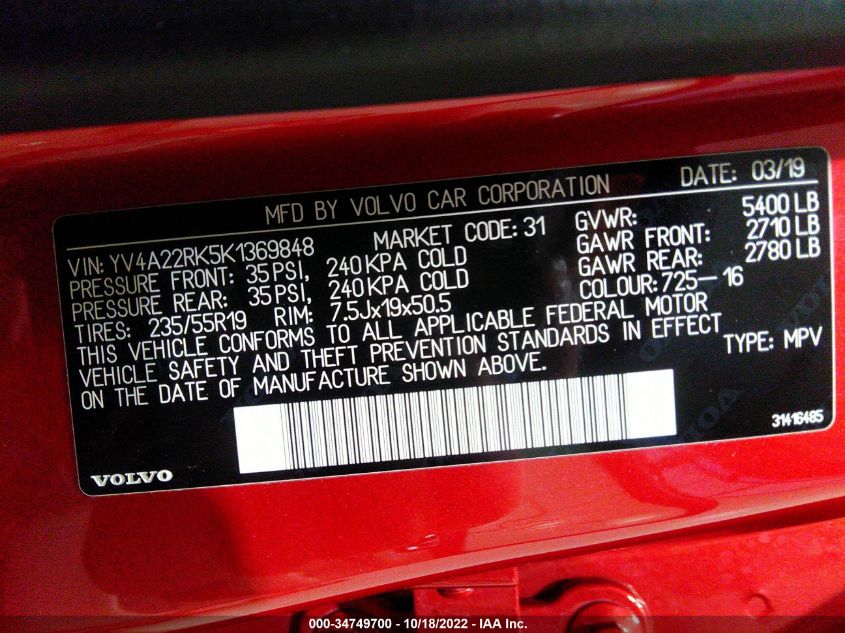 MFD BY VOLVO CAR CORPORATION DATE: 03/19
VIN: YV4A22RK5K1369848 MARKET CODE: 31 GVWR: 5400 LB
PRESSURE FRONT: 35 PSI, 240 KPA COLD GAWR FRONT: 2710 LB
PRESSURE REAR: 35 PSI, 240 KPA COLD GAWR REAR: 2780 LB
TIRES: 235/55R19 RIM: 7.5Jx19x50.5 COLOUR: 725-16
THIS VEHICLE CONFORMS TO ALL APPLICABLE FEDERAL MOTOR
VEHICLE SAFETY AND THEFT PREVENTION STANDARDS IN EFFECT TYPE: MPV
ON THE DATE OF MANUFACTURE SHOWN ABOVE.
31416485
VOLVO
000-34749700 - 10/18/2022 - IAA Inc.